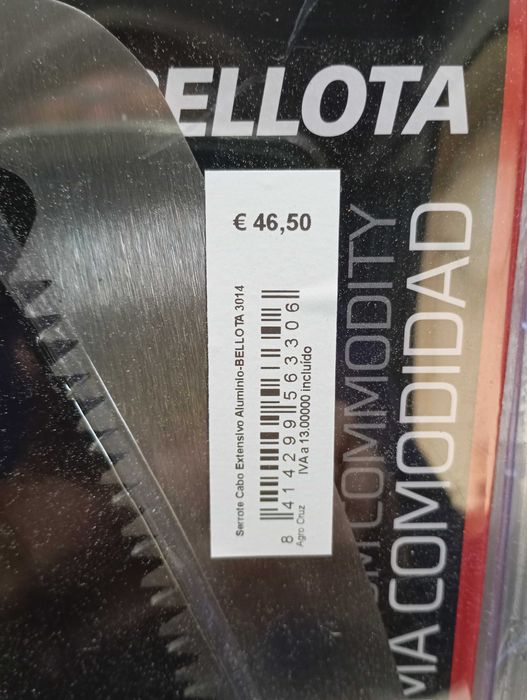 BELLOTA
€ 46,50
Serrote Cabo Extensivo Aluminio-BELLOTA 3014
8 414299 563306
IVA a 13.00000 incluído
Agro Cruz
COMMODITY
COMODIDAD